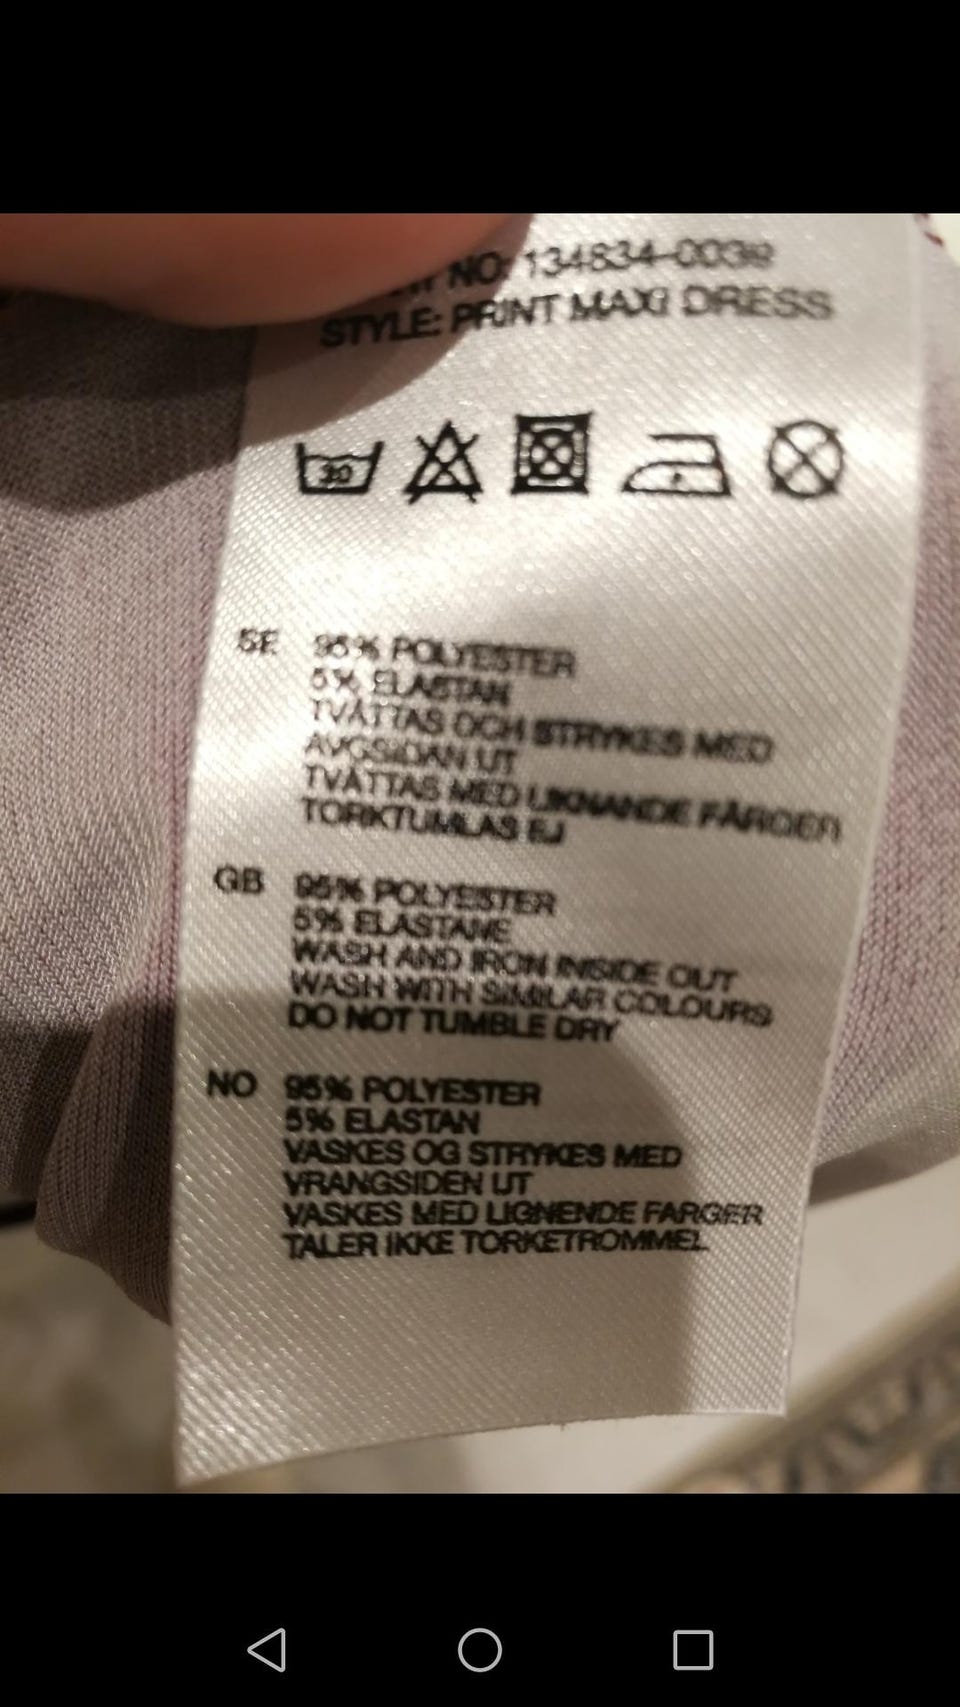 NO: 134834-0039
STYLE: PRINT MAXI DRESS
30
SE 95% POLYESTER
5% ELASTAN
TVÄTTAS OCH STRYKES MED
AVIGSIDAN UT
TVÄTTAS MED LIKNANDE FÄRGER
TORKTUMLAS EJ
GB 95% POLYESTER
5% ELASTANE
WASH AND IRON INSIDE OUT
WASH WITH SIMILAR COLOURS
DO NOT TUMBLE DRY
NO 95% POLYESTER
5% ELASTAN
VASKES OG STRYKES MED
VRANGSIDEN UT
VASKES MED LIGNENDE FARGER
TALER IKKE TORKETROMMEL